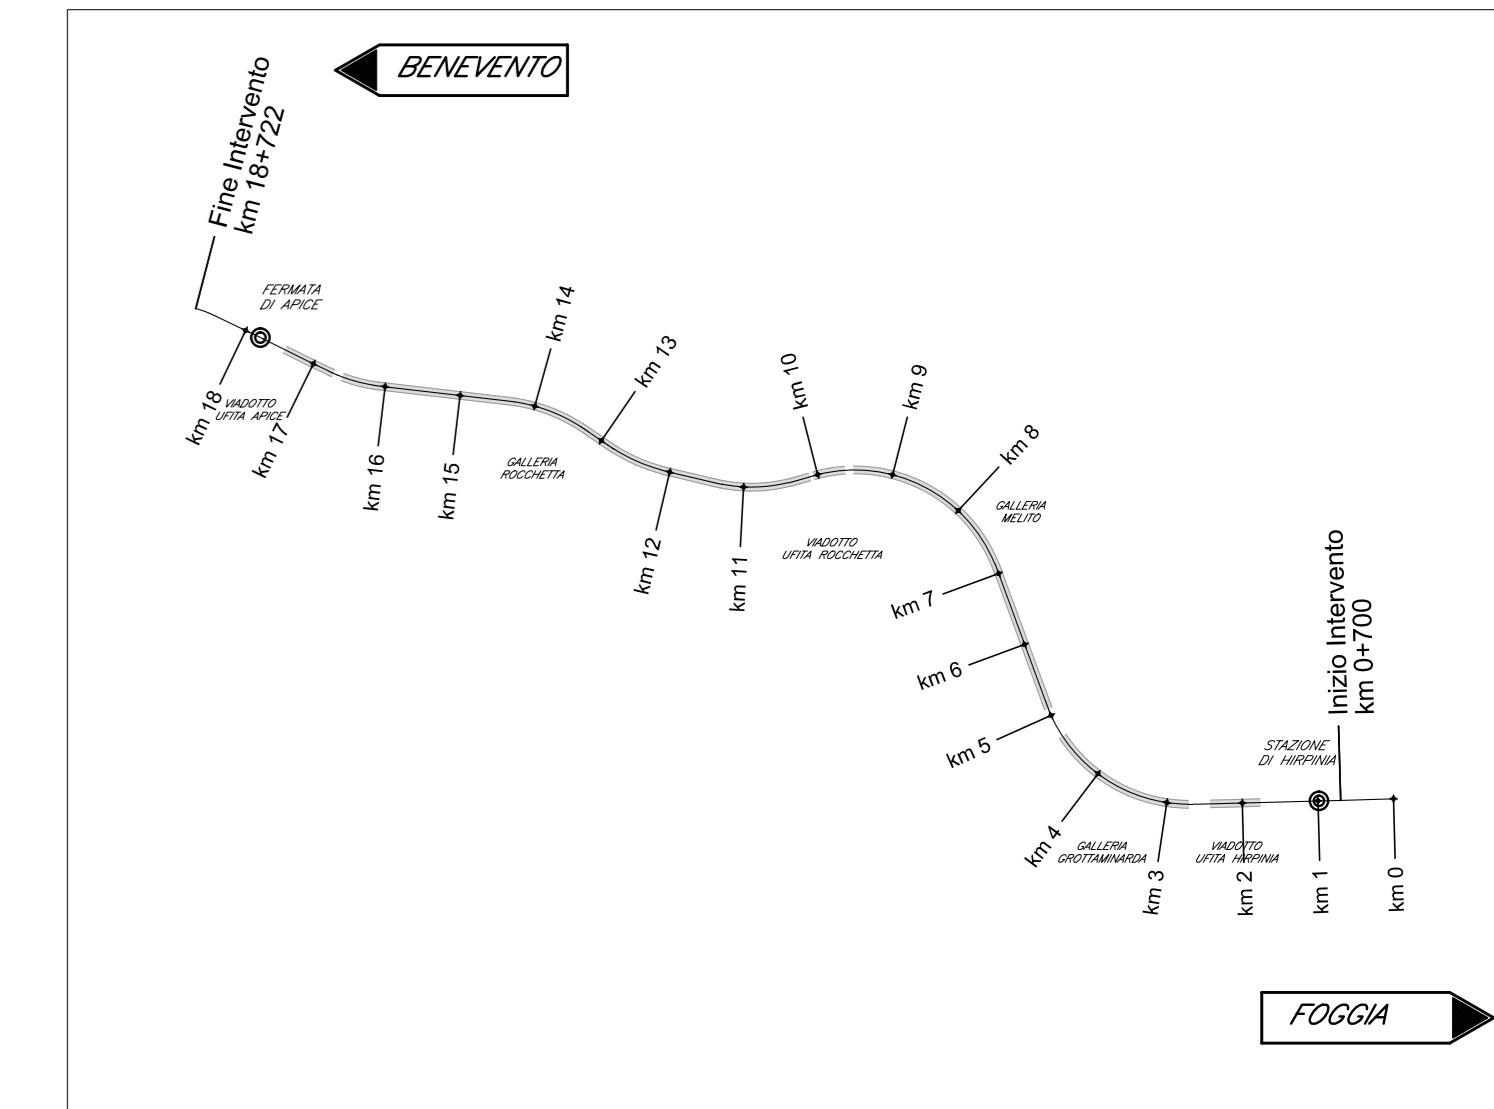 BENEVENTO
Fine Intervento
km 18+722
FERMATA
DI APICE
km 18
VIADOTTO
UFITA APICE
km 17
km 16
km 15
km 14
GALLERIA
ROCCHETTA
km 13
km 12
km 11
km 10
VIADOTTO
UFITA ROCCHETTA
km 9
km 8
GALLERIA
MELITO
km 7
km 6
km 5
km 4
GALLERIA
GROTTAMINARDA
km 3
VIADOTTO
UFITA HIRPINIA
km 2
STAZIONE
DI HIRPINIA
Inizio Intervento
km 0+700
km 1
km 0
FOGGIA